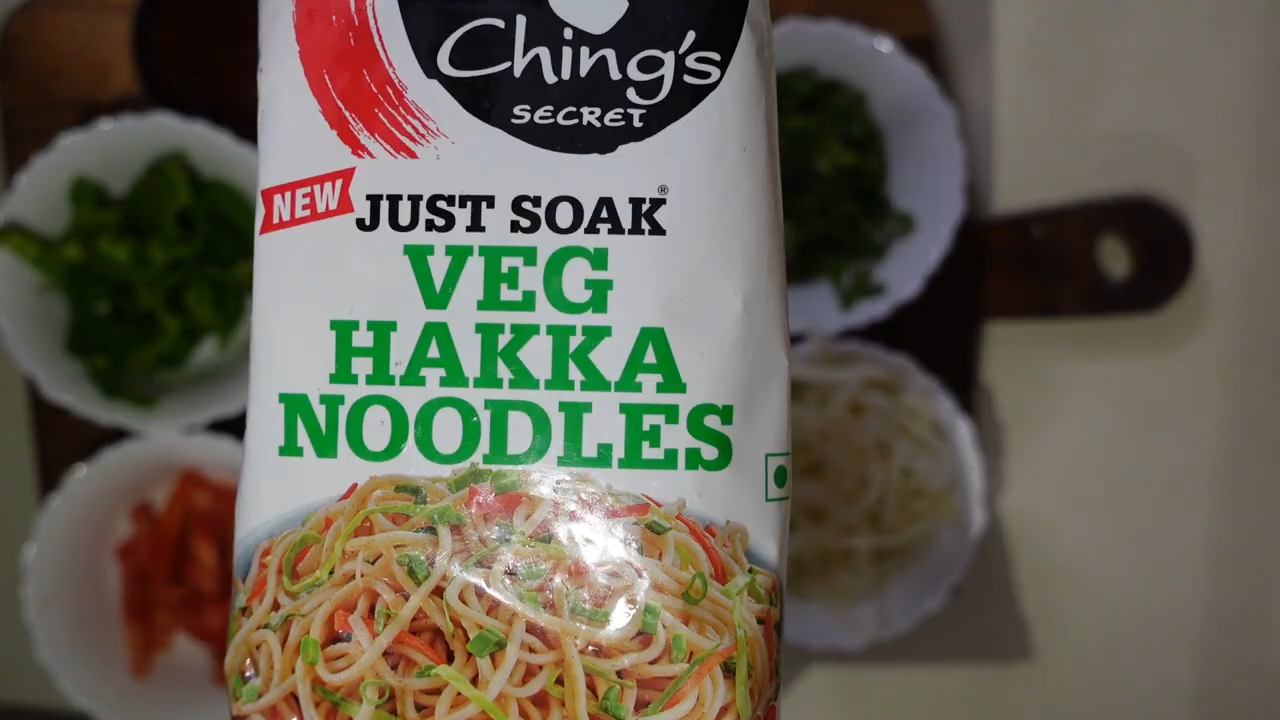 Ching's
SECRET
NEW
JUST SOAK®
VEG
HAKKA
NOODLES